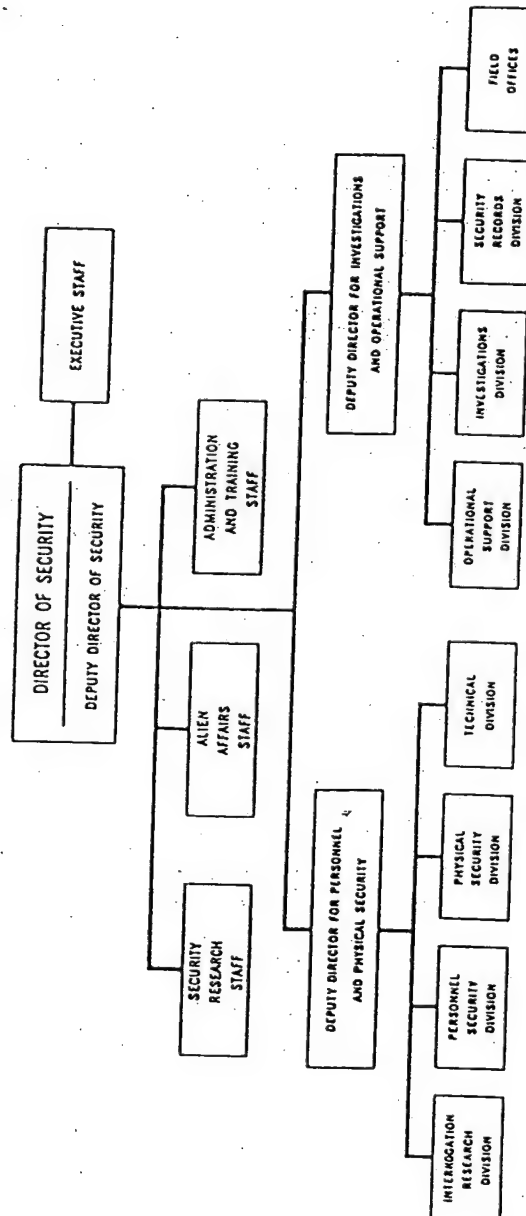 DIRECTOR OF SECURITY
DEPUTY DIRECTOR OF SECURITY
EXECUTIVE STAFF
SECURITY
RESEARCH
STAFF
ALIEN
AFFAIRS
STAFF
ADMINISTRATION
AND TRAINING
STAFF
DEPUTY DIRECTOR FOR PERSONNEL
AND PHYSICAL SECURITY
DEPUTY DIRECTOR FOR INVESTIGATIONS
AND OPERATIONAL SUPPORT
INTERROGATION
RESEARCH
DIVISION
PERSONNEL
SECURITY
DIVISION
PHYSICAL
SECURITY
DIVISION
TECHNICAL
DIVISION
OPERATIONAL
SUPPORT
DIVISION
INVESTIGATIONS
DIVISION
SECURITY
RECORDS
DIVISION
FIELD
OFFICES